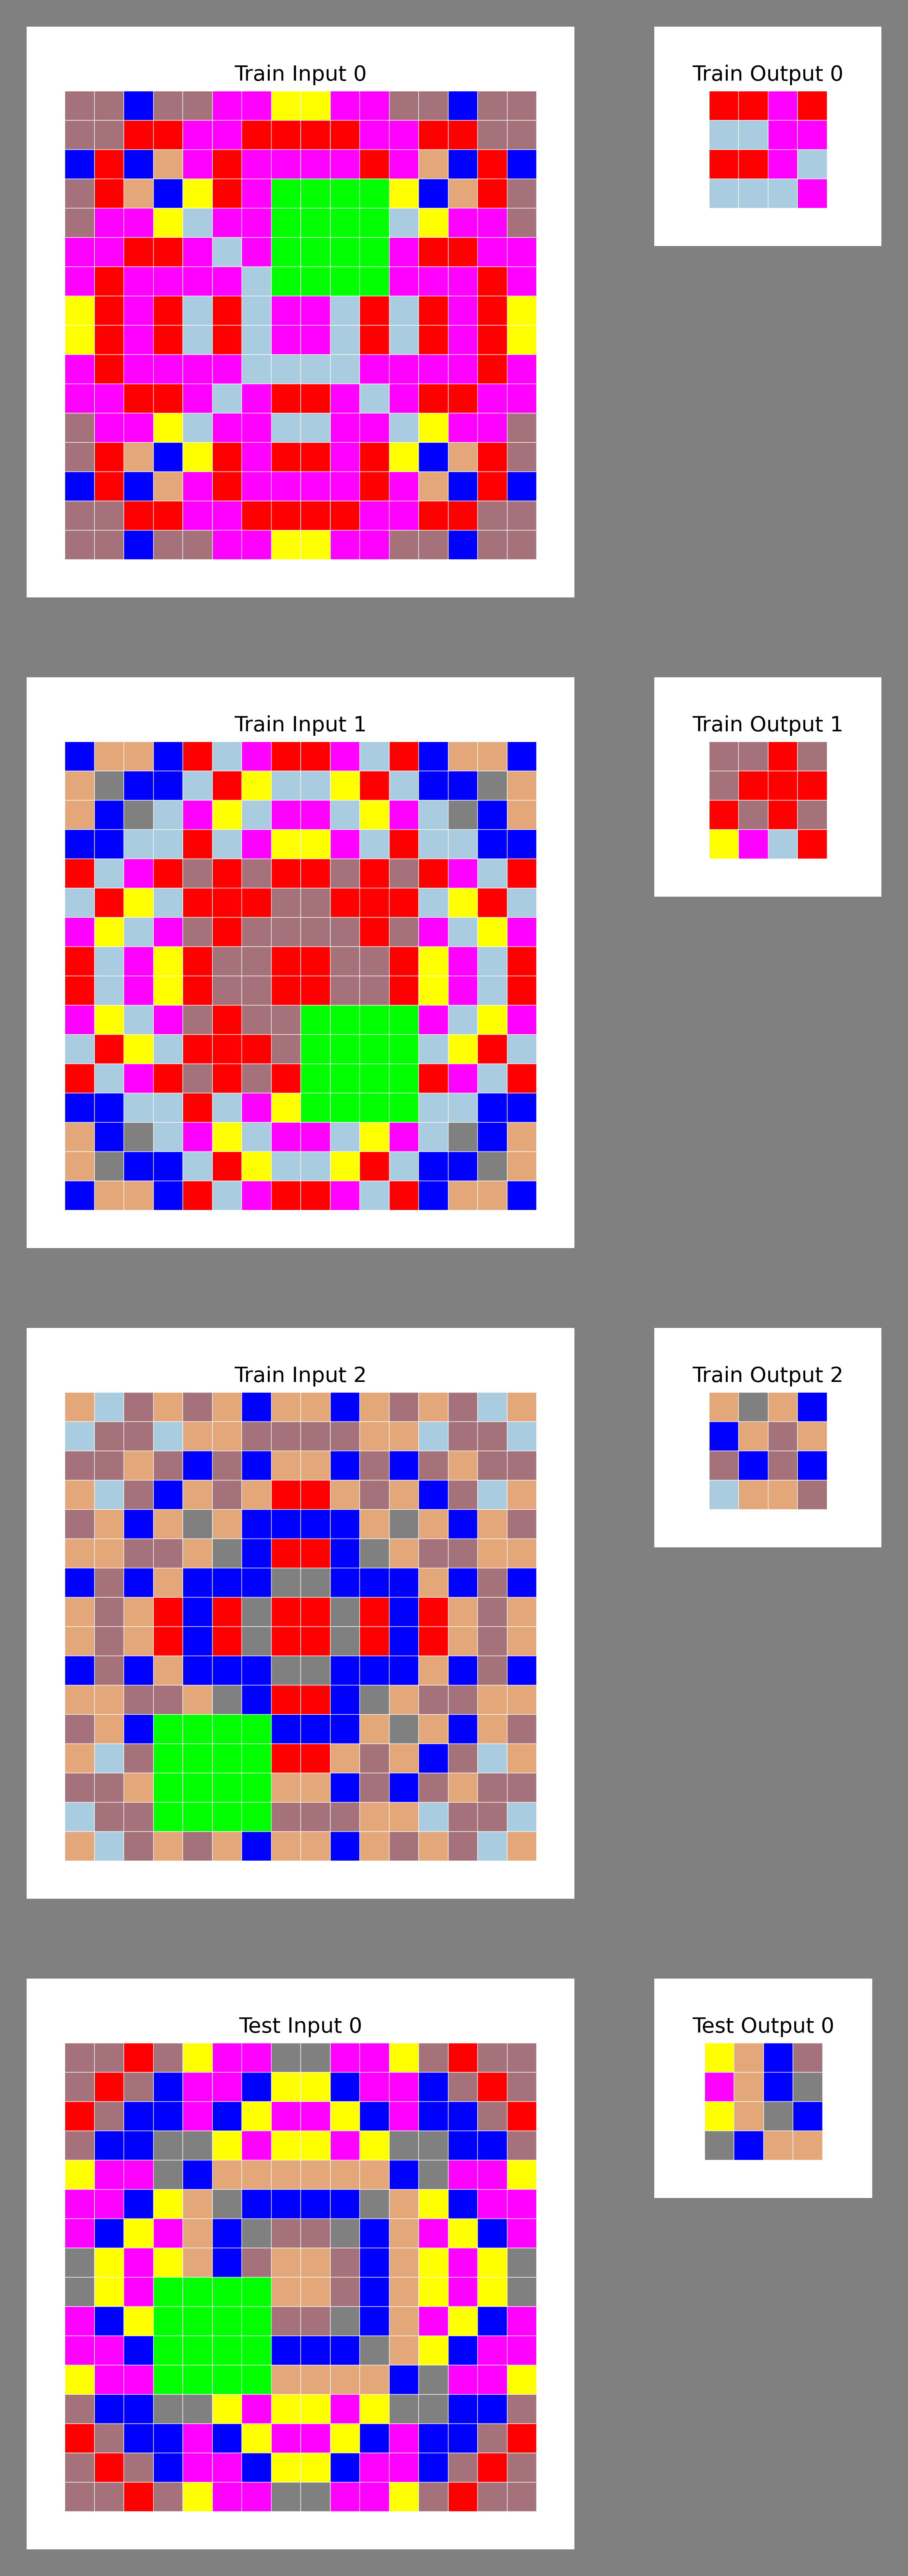 Train Input 0
Train Output 0
Train Input 1
Train Output 1
Train Input 2
Train Output 2
Test Input 0
Test Output 0